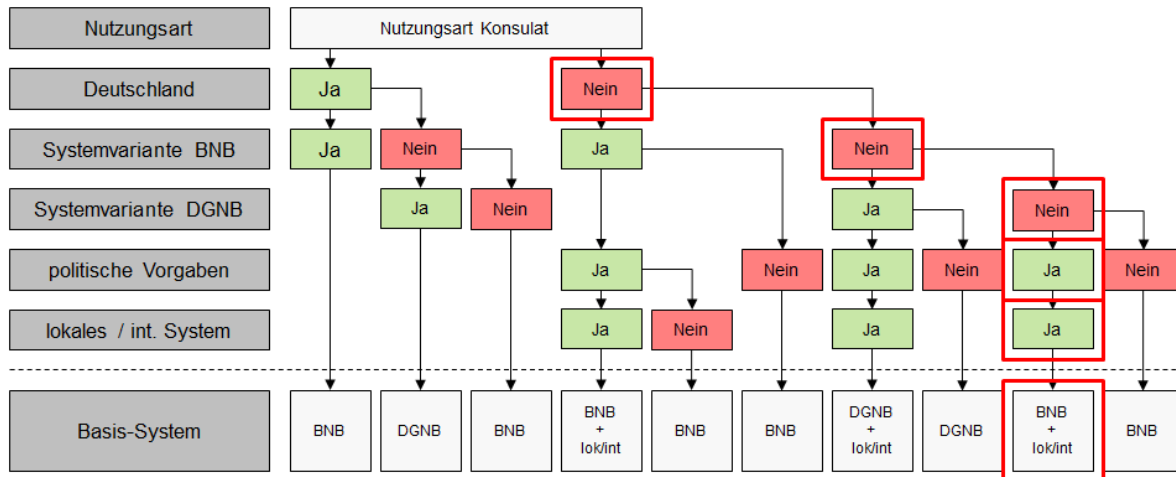 Nutzungsart
Nutzungsart Konsulat
Deutschland
Ja
Nein
Systemvariante BNB
Ja
Nein
Ja
Nein
Systemvariante DGNB
Ja
Nein
Ja
Nein
politische Vorgaben
Ja
Nein
Ja
Nein
Ja
Nein
lokales / int. System
Ja
Nein
Ja
Ja
Basis-System
BNB
DGNB
BNB
BNB
+
lok/int
BNB
BNB
DGNB
+
lok/int
DGNB
BNB
+
lok/int
BNB